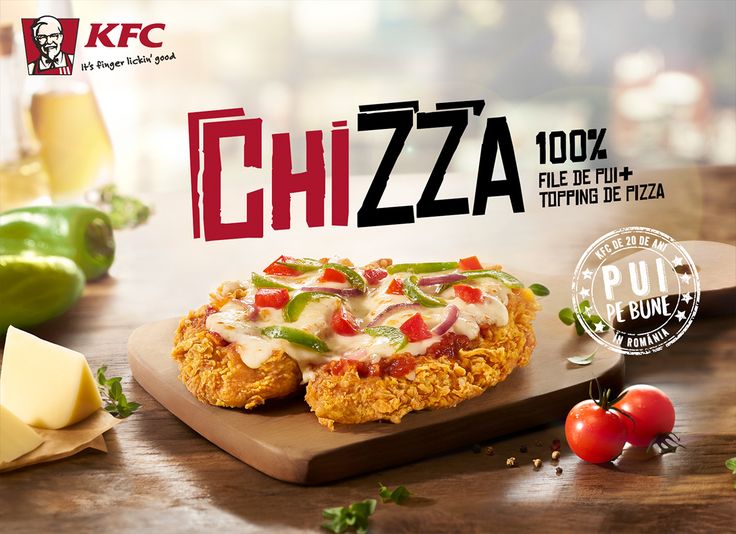 KFC
It's finger lickin' good
CHiZZA
100%
FILE DE PUI+
TOPPING DE PIZZA
KFC DE 20 DE ANI
PUI
PE BUNE
ÎN ROMÂNIA